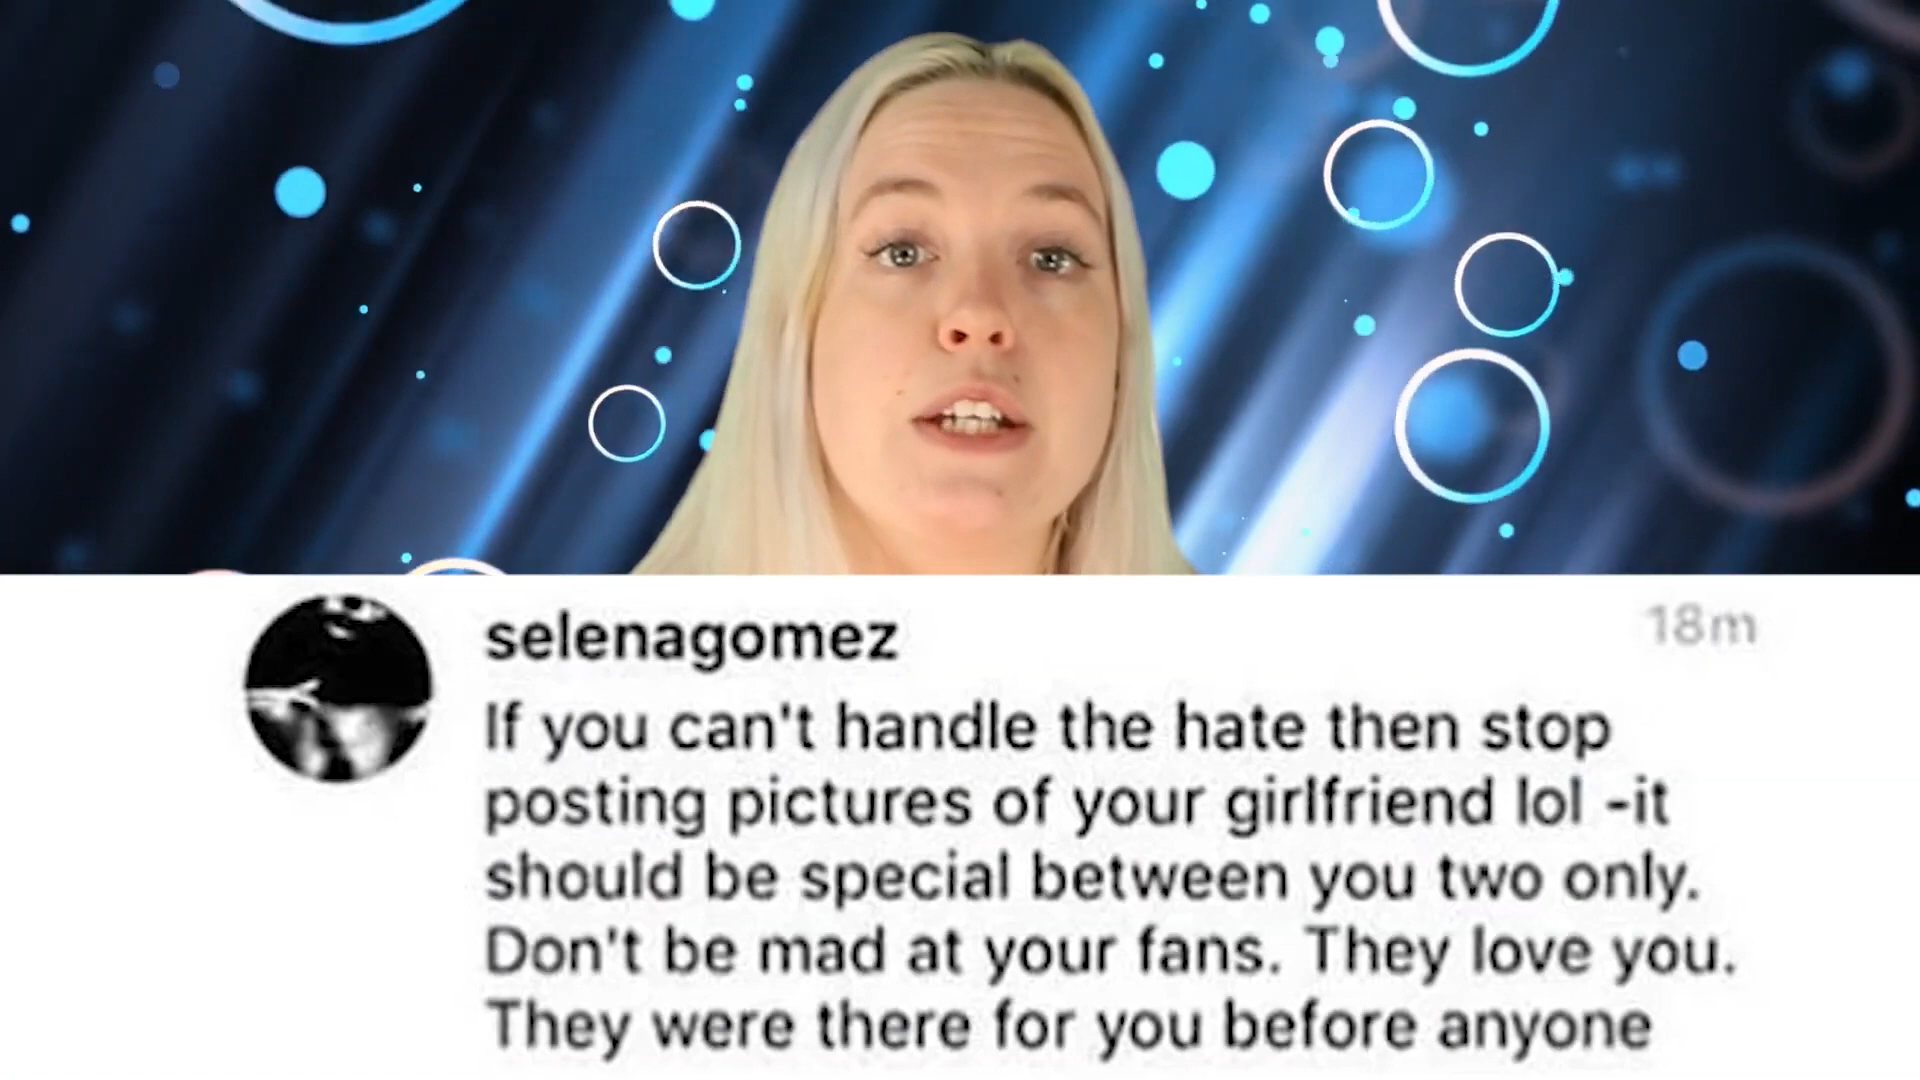 selenagomez
18m
If you can't handle the hate then stop
posting pictures of your girlfriend lol -it
should be special between you two only.
Don't be mad at your fans. They love you.
They were there for you before anyone